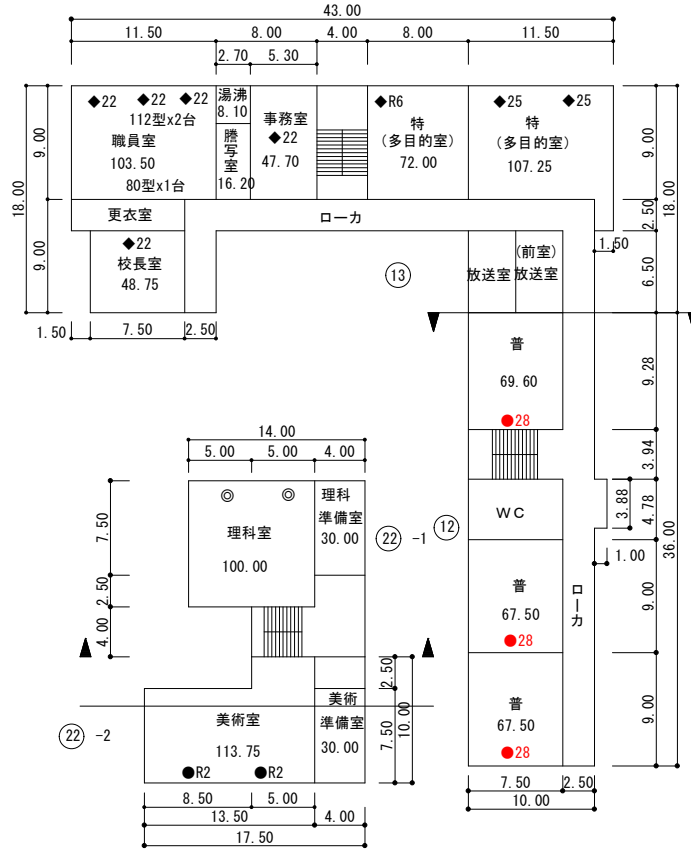 43.00
11.50 8.00 4.00 8.00 11.50
2.70 5.30
◆22 ◆22 ◆22
112型x2台
職員室
103.50
80型x1台
湯沸
8.10
謄写室
16.20
事務室
◆22
47.70
◆R6
特
(多目的室)
72.00
◆25 ◆25
特
(多目的室)
107.25
9.00
18.00
9.00
9.00
18.00
2.50
6.50
1.50
更衣室
ローカ
◆22
校長室
48.75
1.50 7.50 2.50
13
放送室
(前室)
放送室
普
69.60
●28
9.28
3.94
3.88
4.78
36.00
1.00
9.00
9.00
14.00
5.00 5.00 4.00
◎ ◎
理科室
100.00
理科
準備室
30.00
22 -1
12
WC
7.50
2.50
4.00
普
67.50
●28
ローカ
普
67.50
●28
7.50 2.50
10.00
2.50
10.00
7.50
22 -2
美術室
113.75
●R2 ●R2
美術
準備室
30.00
8.50 5.00
13.50 4.00
17.50